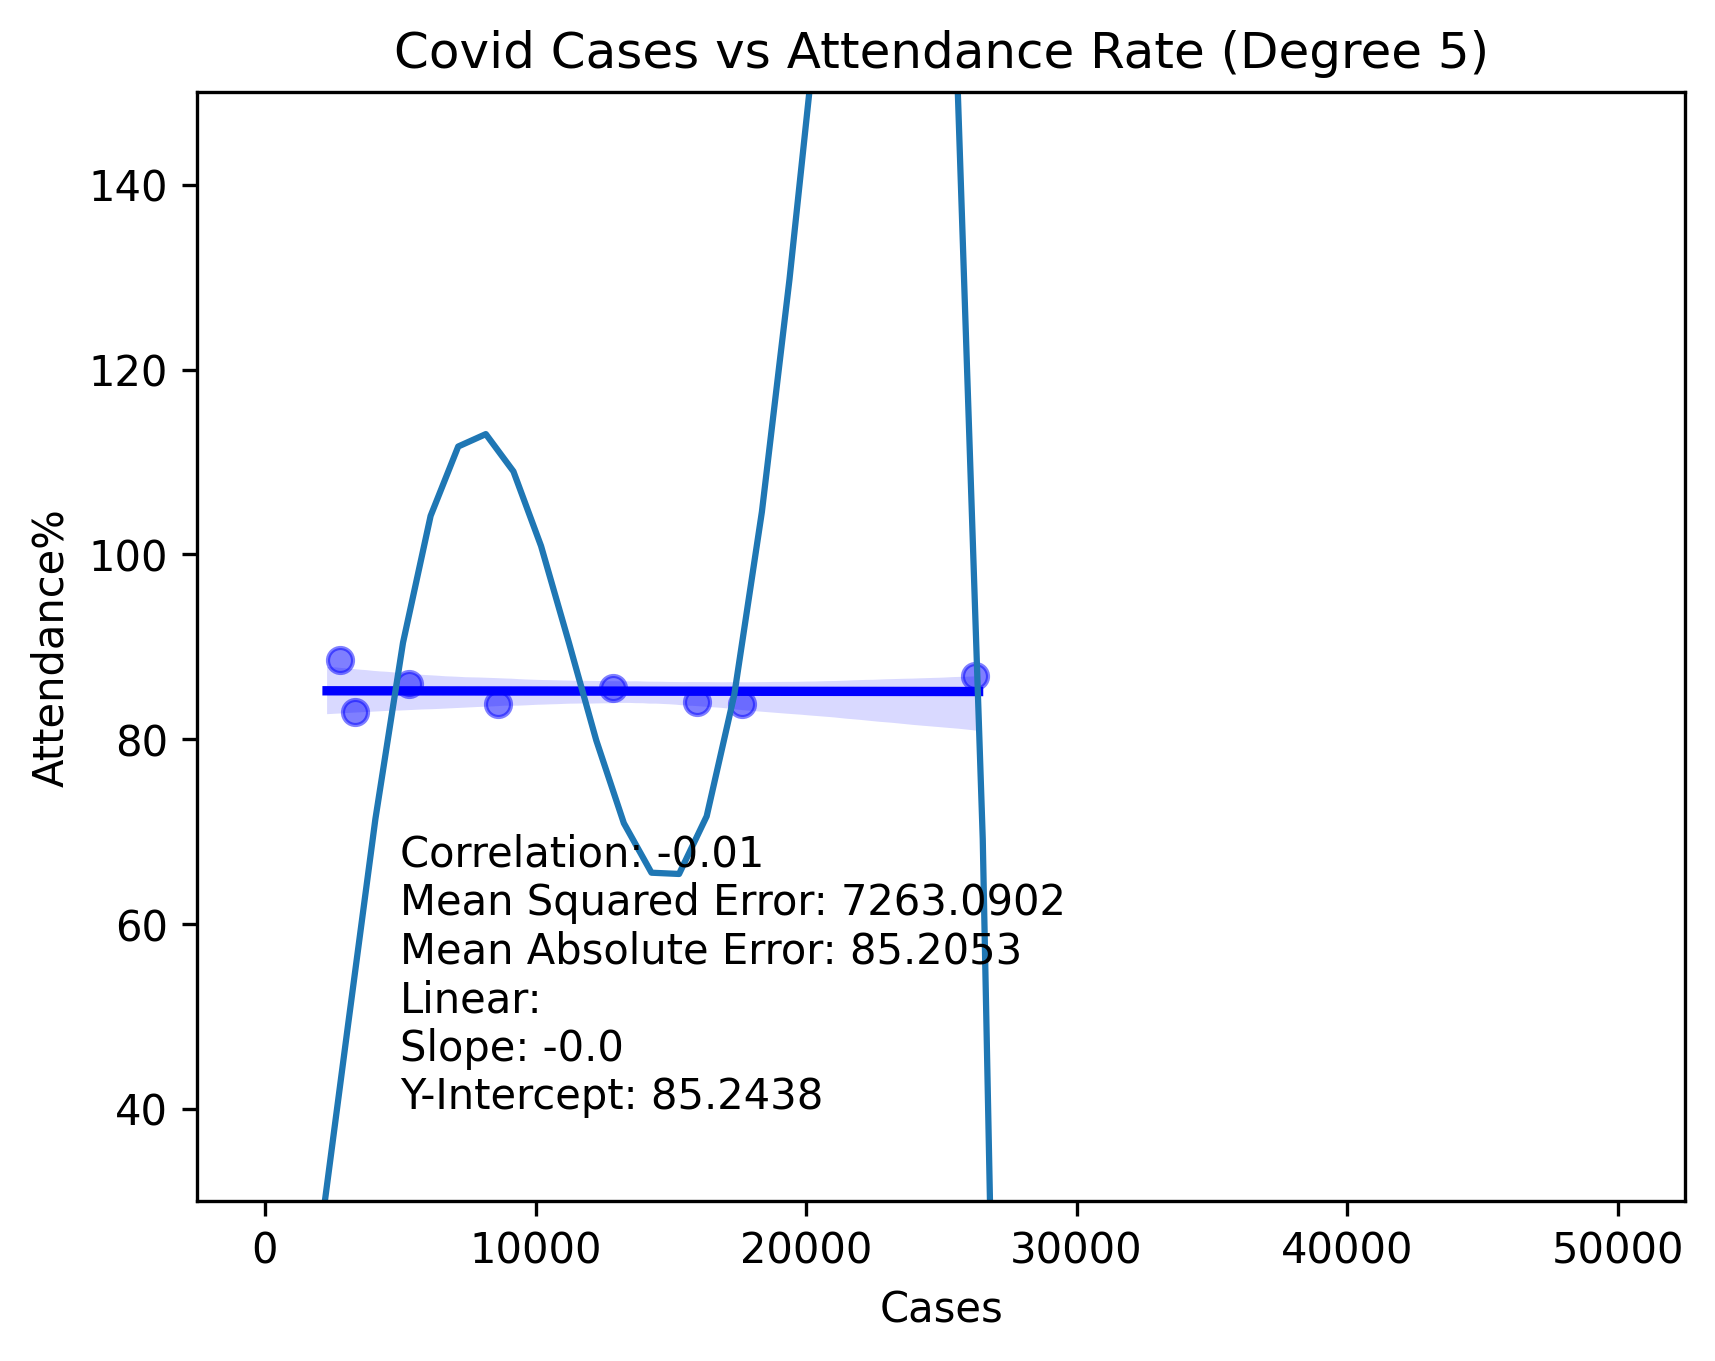 Covid Cases vs Attendance Rate (Degree 5)
140
120
100
80
60
40
Attendance%
Correlation: -0.01
Mean Squared Error: 7263.0902
Mean Absolute Error: 85.2053
Linear:
Slope: -0.0
Y-Intercept: 85.2438
0 10000 20000 30000 40000 50000
Cases